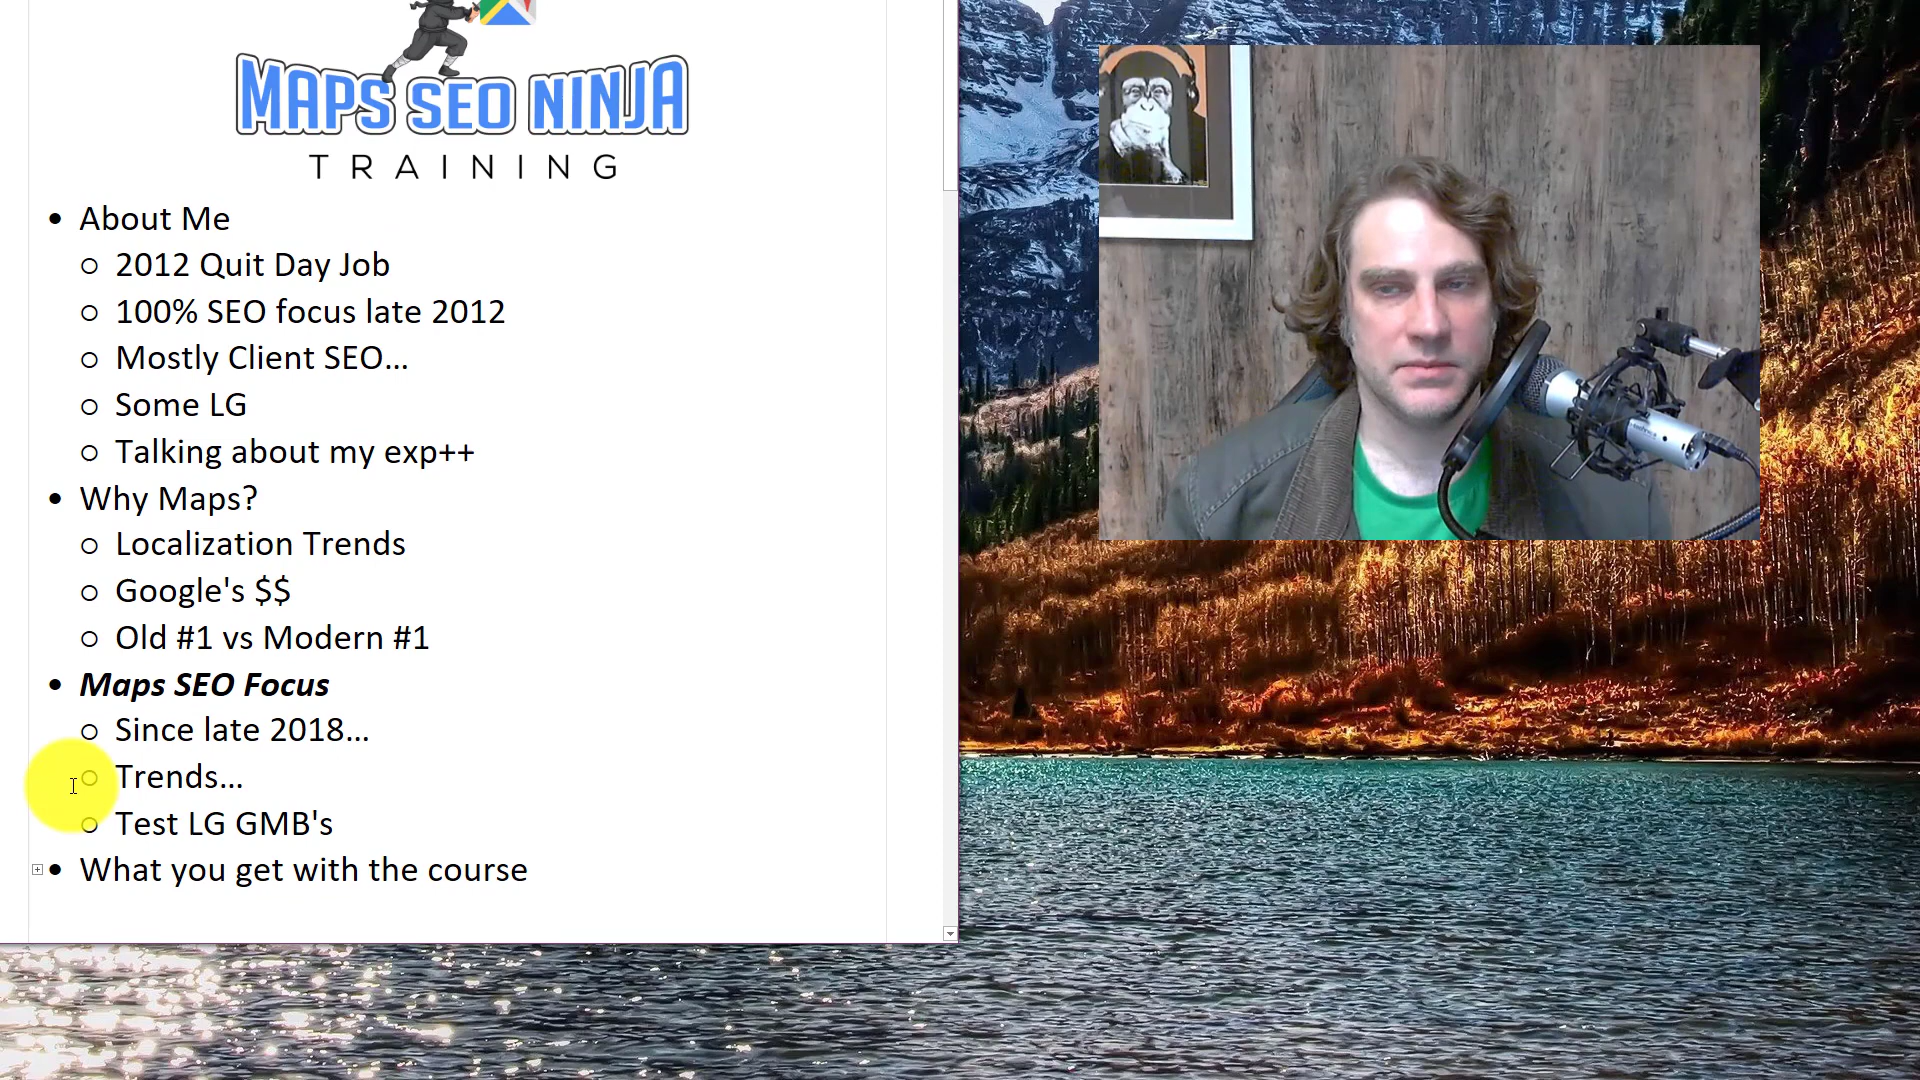 MAPS SEO NINJA
TRAINING
• About Me
○ 2012 Quit Day Job
○ 100% SEO focus late 2012
○ Mostly Client SEO...
○ Some LG
○ Talking about my exp++
• Why Maps?
○ Localization Trends
○ Google's $$
○ Old #1 vs Modern #1
• Maps SEO Focus
○ Since late 2018...
○ Trends...
○ Test LG GMB's
• What you get with the course